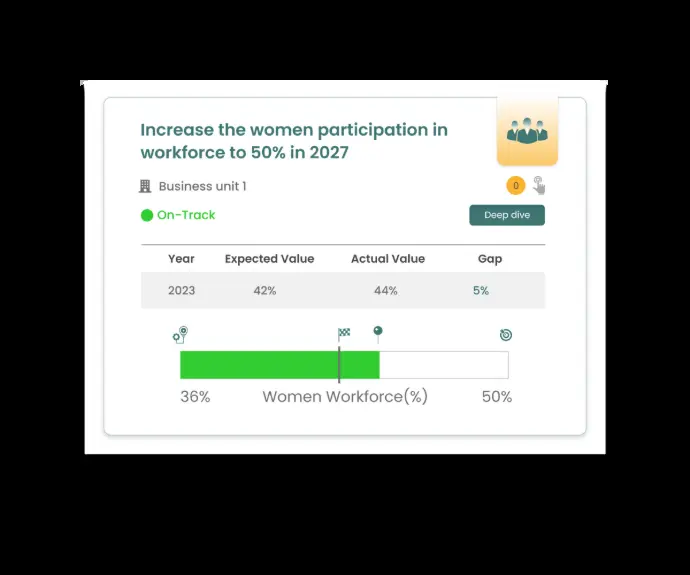 Increase the women participation in
workforce to 50% in 2027
Business unit 1
0
On-Track
Deep dive
Year Expected Value Actual Value Gap
2023 42% 44% 5%
36% Women Workforce(%) 50%